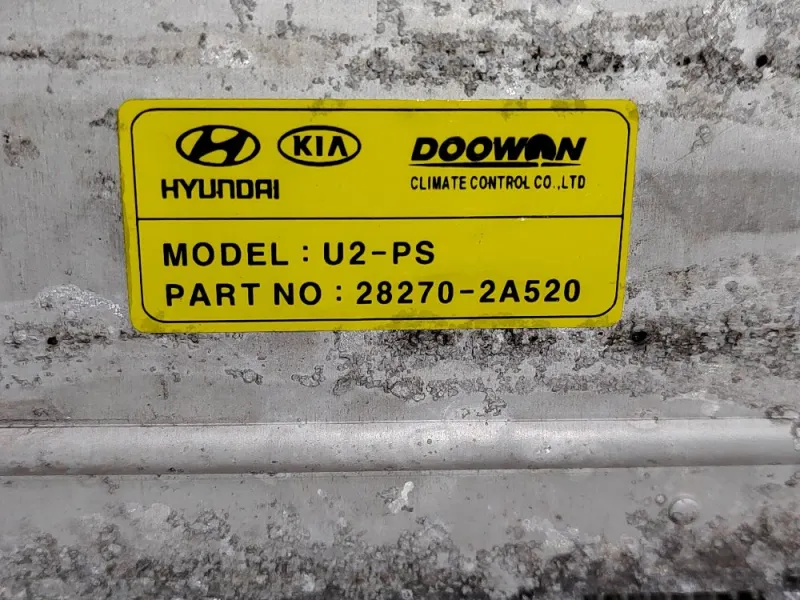 KIA DOOWON
HYUNDAI CLIMATE CONTROL CO.,LTD
MODEL : U2-PS
PART NO : 28270-2A520